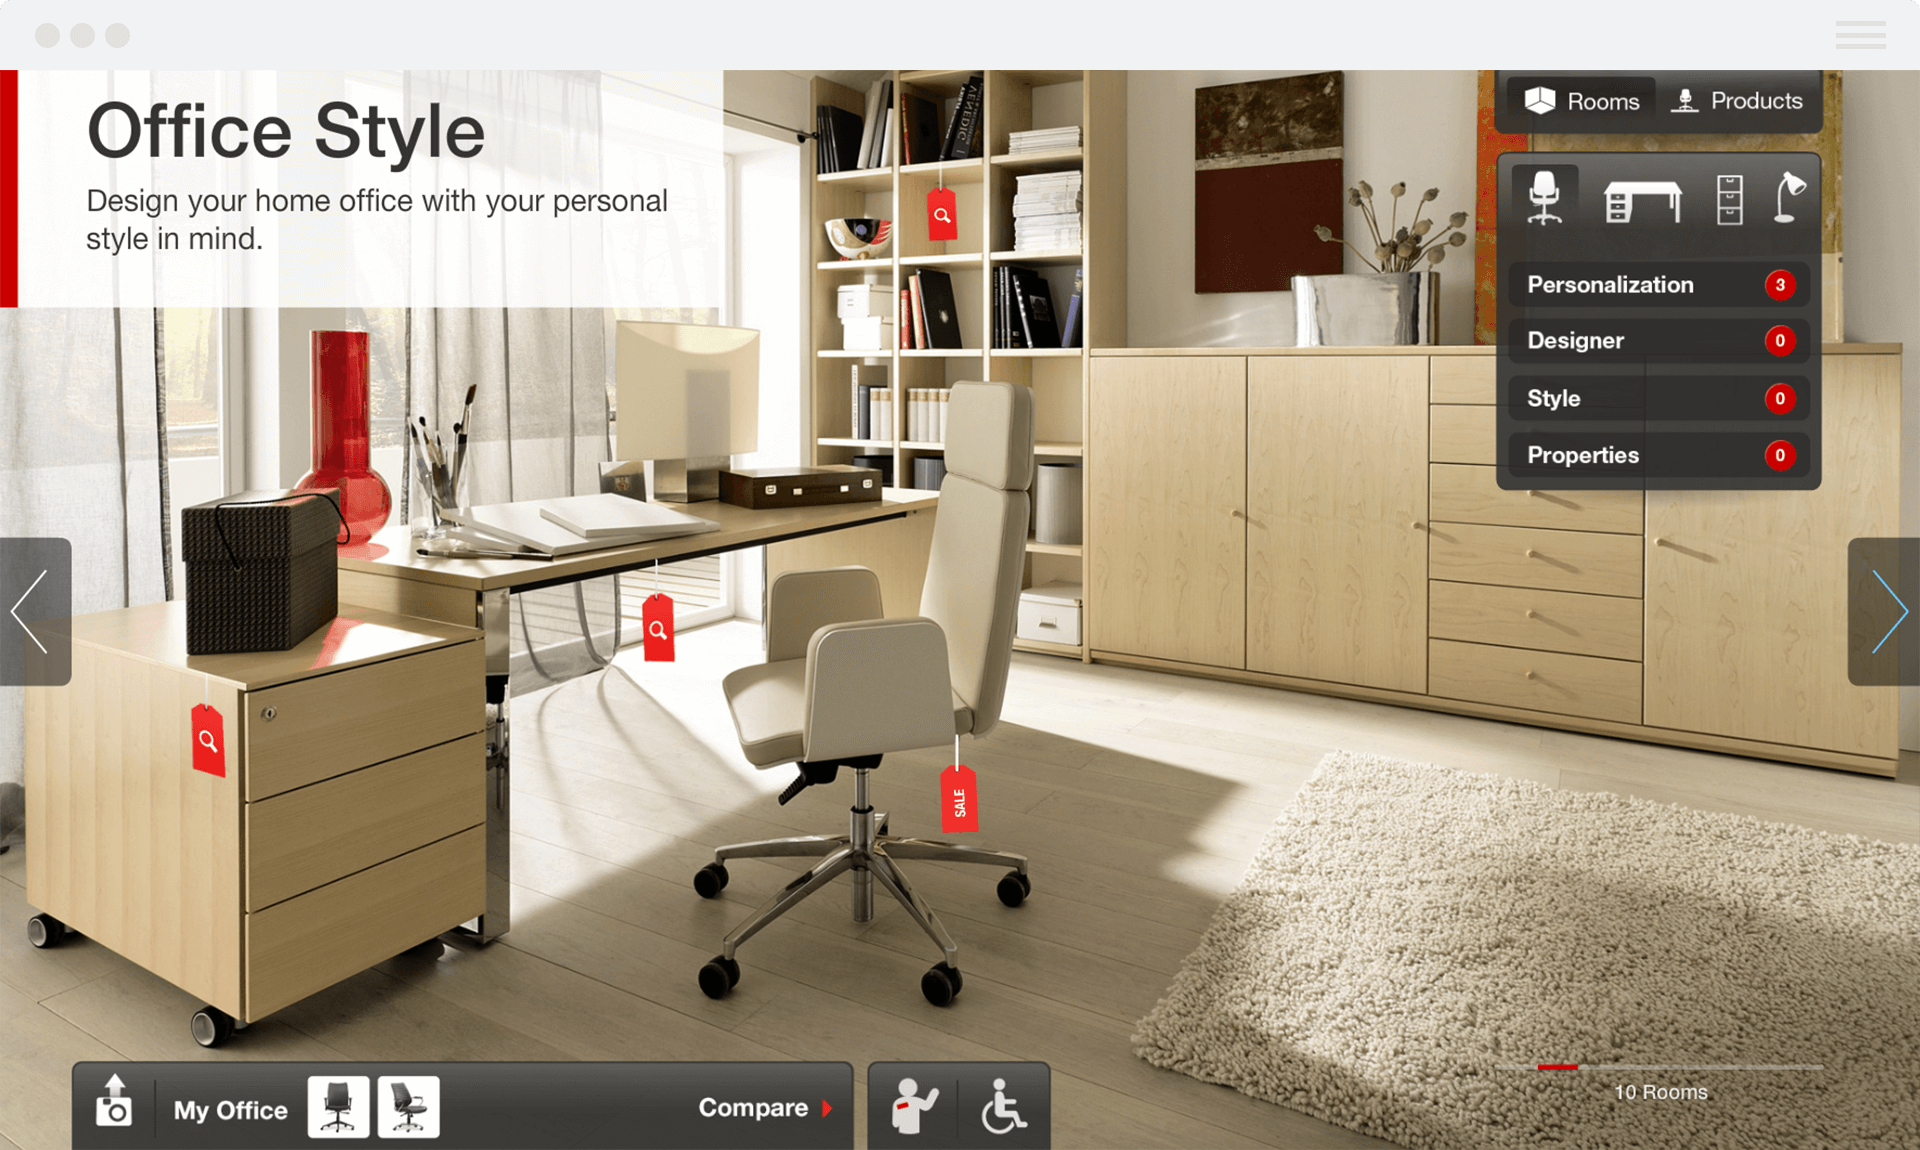 Office Style
Design your home office with your personal
style in mind.
Rooms
Products
Personalization 3
Designer 0
Style 0
Properties 0
SALE
My Office
Compare
10 Rooms